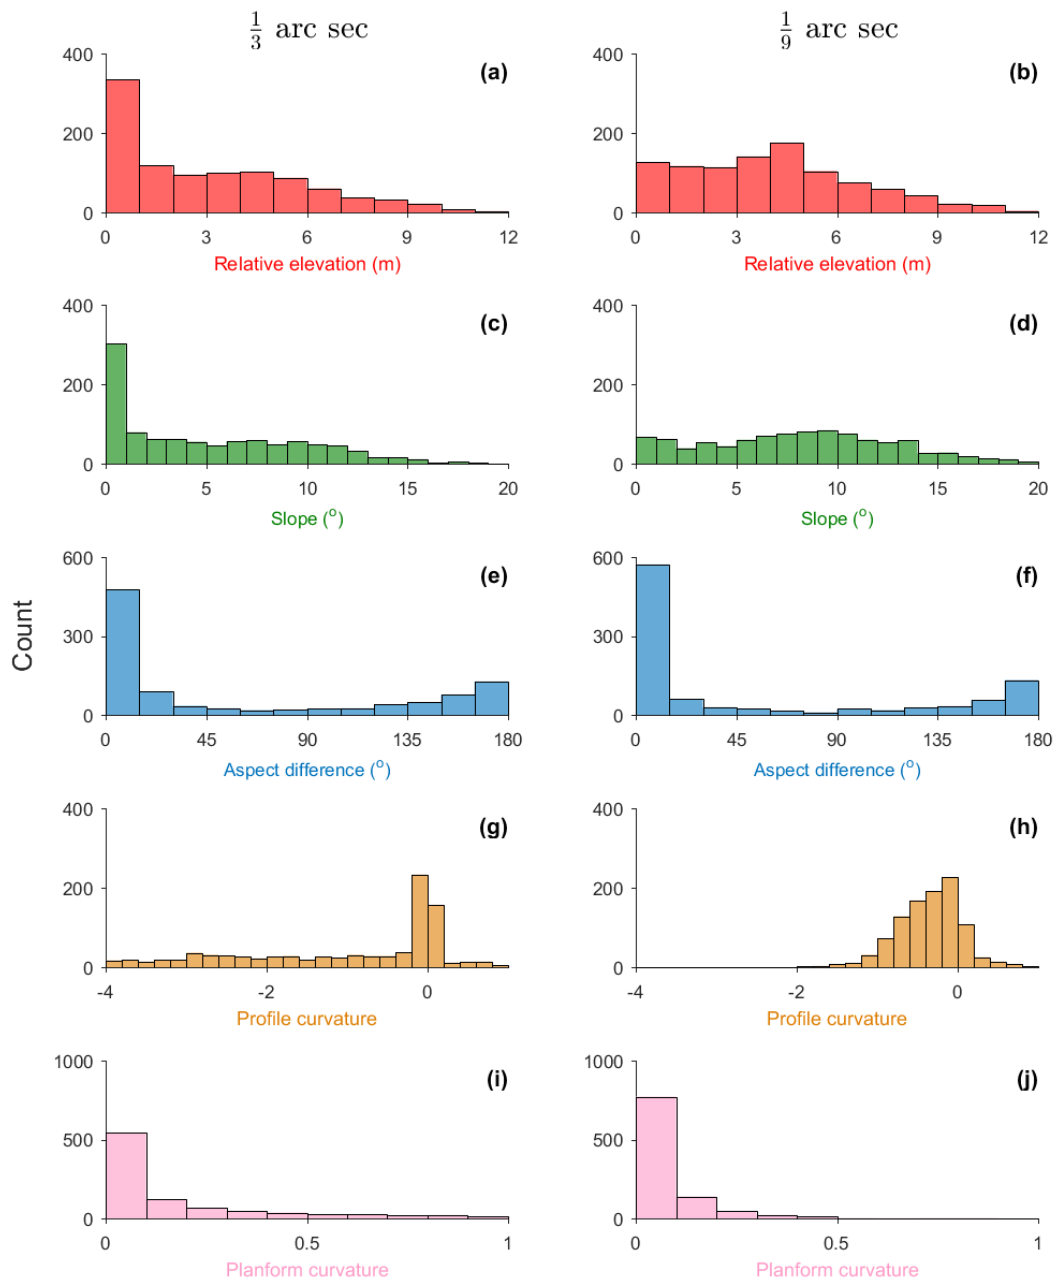 1/3 arc sec
1/9 arc sec
400
200
0
(a)
0 3 6 9 12
Relative elevation (m)
400
200
0
(b)
0 3 6 9 12
Relative elevation (m)
400
200
0
(c)
0 5 10 15 20
Slope (o)
400
200
0
(d)
0 5 10 15 20
Slope (o)
Count
600
300
0
(e)
0 45 90 135 180
Aspect difference (o)
600
300
0
(f)
0 45 90 135 180
Aspect difference (o)
400
200
0
(g)
-4 -2 0
Profile curvature
400
200
0
(h)
-4 -2 0
Profile curvature
1000
500
0
(i)
0 0.5 1
Planform curvature
1000
500
0
(j)
0 0.5 1
Planform curvature